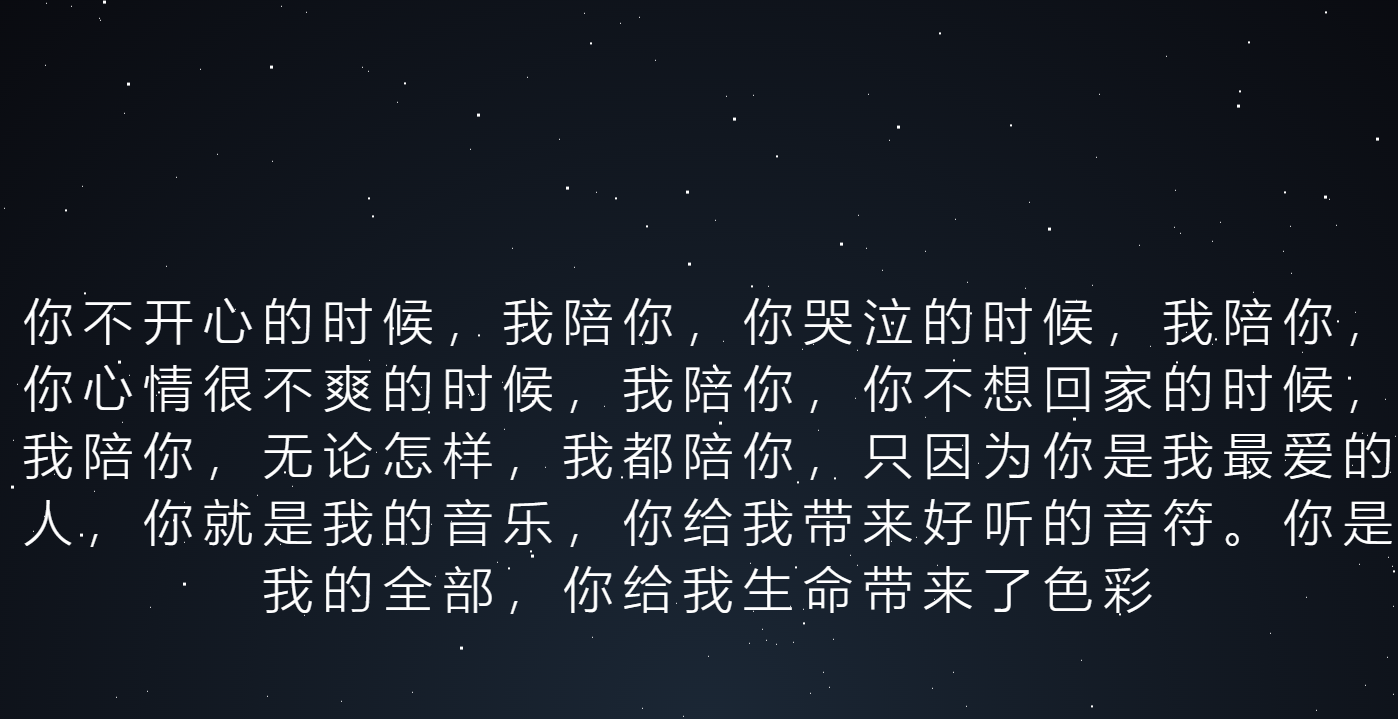 你不开心的时候，我陪你，你哭泣的时候，我陪你，
你心情很不爽的时候，我陪你，你不想回家的时候，
我陪你，无论怎样，我都陪你，只因为你是我最爱的
人，你就是我的音乐，你给我带来好听的音符。你是
我的全部，你给我生命带来了色彩